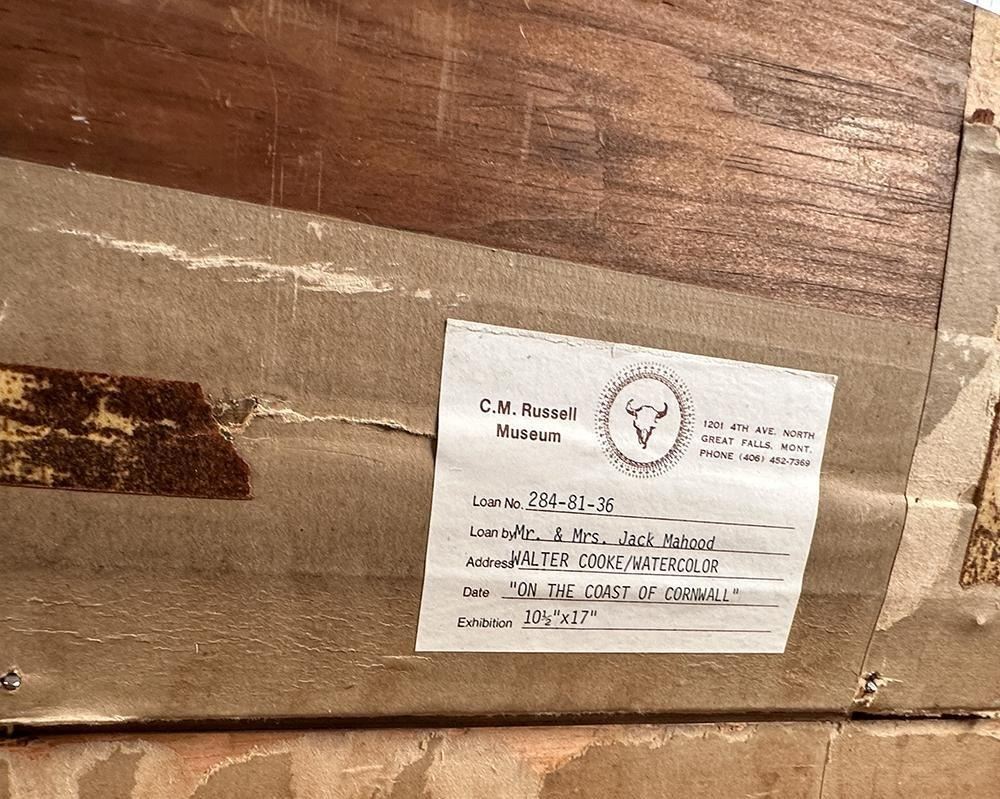 C.M. Russell
Museum
1201 4TH AVE. NORTH
GREAT FALLS, MONT.
PHONE (406) 452-7369
Loan No. 284-81-36
Loan by Mr. & Mrs. Jack Mahood
Address WALTER COOKE/WATERCOLOR
Date "ON THE COAST OF CORNWALL"
Exhibition 10½"x17"